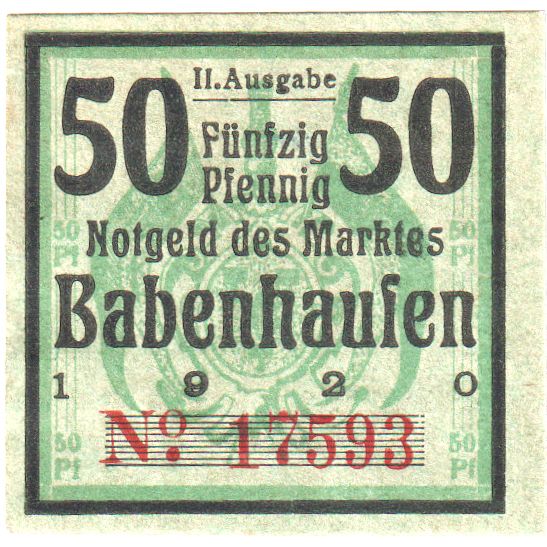 50 II. Ausgabe 50
Fünfzig
Pfennig
Notgeld des Marktes
50 Pf
50 Pf
Babenhauſen
1 9 2 0
No. 17593
50 Pf
50 Pf